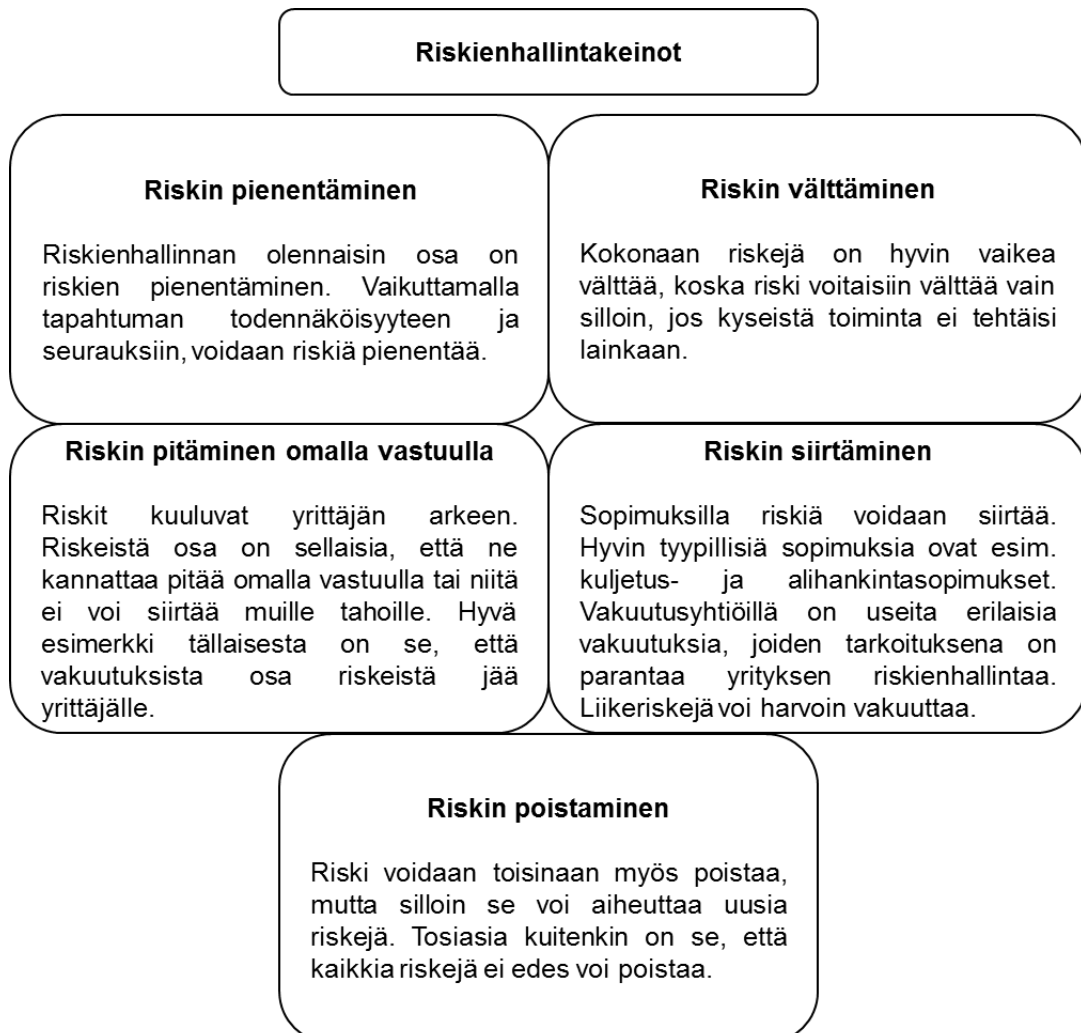 Riskienhallintakeinot
Riskin pienentäminen
Riskienhallinnan olennaisin osa on
riskien pienentäminen. Vaikuttamalla
tapahtuman todennäköisyyteen ja
seurauksiin, voidaan riskiä pienentää.
Riskin välttäminen
Kokonaan riskejä on hyvin vaikea
välttää, koska riski voitaisiin välttää vain
silloin, jos kyseistä toiminta ei tehtäisi
lainkaan.
Riskin pitäminen omalla vastuulla
Riskit kuuluvat yrittäjän arkeen.
Riskeistä osa on sellaisia, että ne
kannattaa pitää omalla vastuulla tai niitä
ei voi siirtää muille tahoille. Hyvä
esimerkki tällaisesta on se, että
vakuutuksista osa riskeistä jää
yrittäjälle.
Riskin siirtäminen
Sopimuksilla riskiä voidaan siirtää.
Hyvin tyypillisiä sopimuksia ovat esim.
kuljetus- ja alihankintasopimukset.
Vakuutusyhtiöillä on useita erilaisia
vakuutuksia, joiden tarkoituksena on
parantaa yrityksen riskienhallintaa.
Liikeriskejä voi harvoin vakuuttaa.
Riskin poistaminen
Riski voidaan toisinaan myös poistaa,
mutta silloin se voi aiheuttaa uusia
riskejä. Tosiasia kuitenkin on se, että
kaikkia riskejä ei edes voi poistaa.